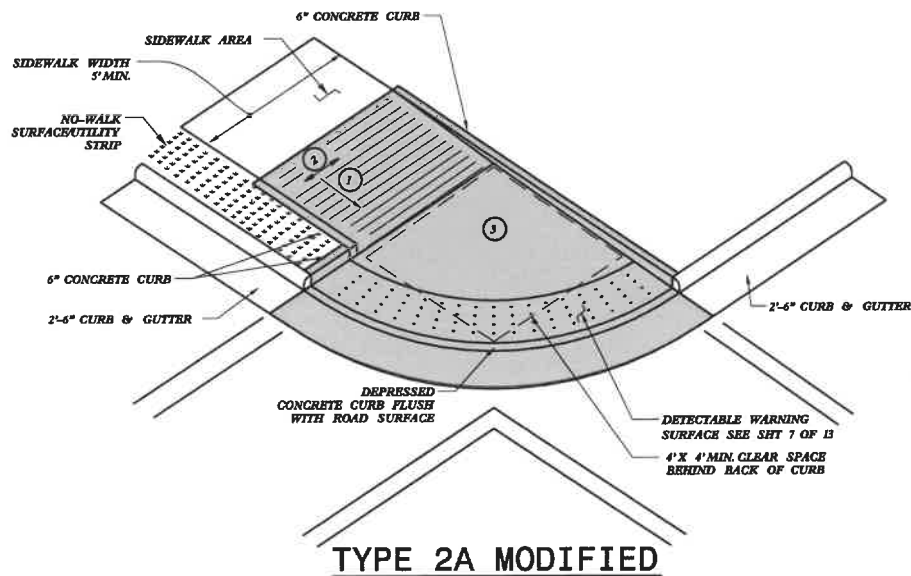 6" CONCRETE CURB
SIDEWALK AREA
SIDEWALK WIDTH
5' MIN.
NO-WALK
SURFACE/UTILITY
STRIP
2
1
3
6" CONCRETE CURB
2'-6" CURB & GUTTER
2'-6" CURB & GUTTER
DEPRESSED
CONCRETE CURB FLUSH
WITH ROAD SURFACE
DETECTABLE WARNING
SURFACE SEE SHT 7 OF 13
4' X 4' MIN. CLEAR SPACE
BEHIND BACK OF CURB
TYPE 2A MODIFIED